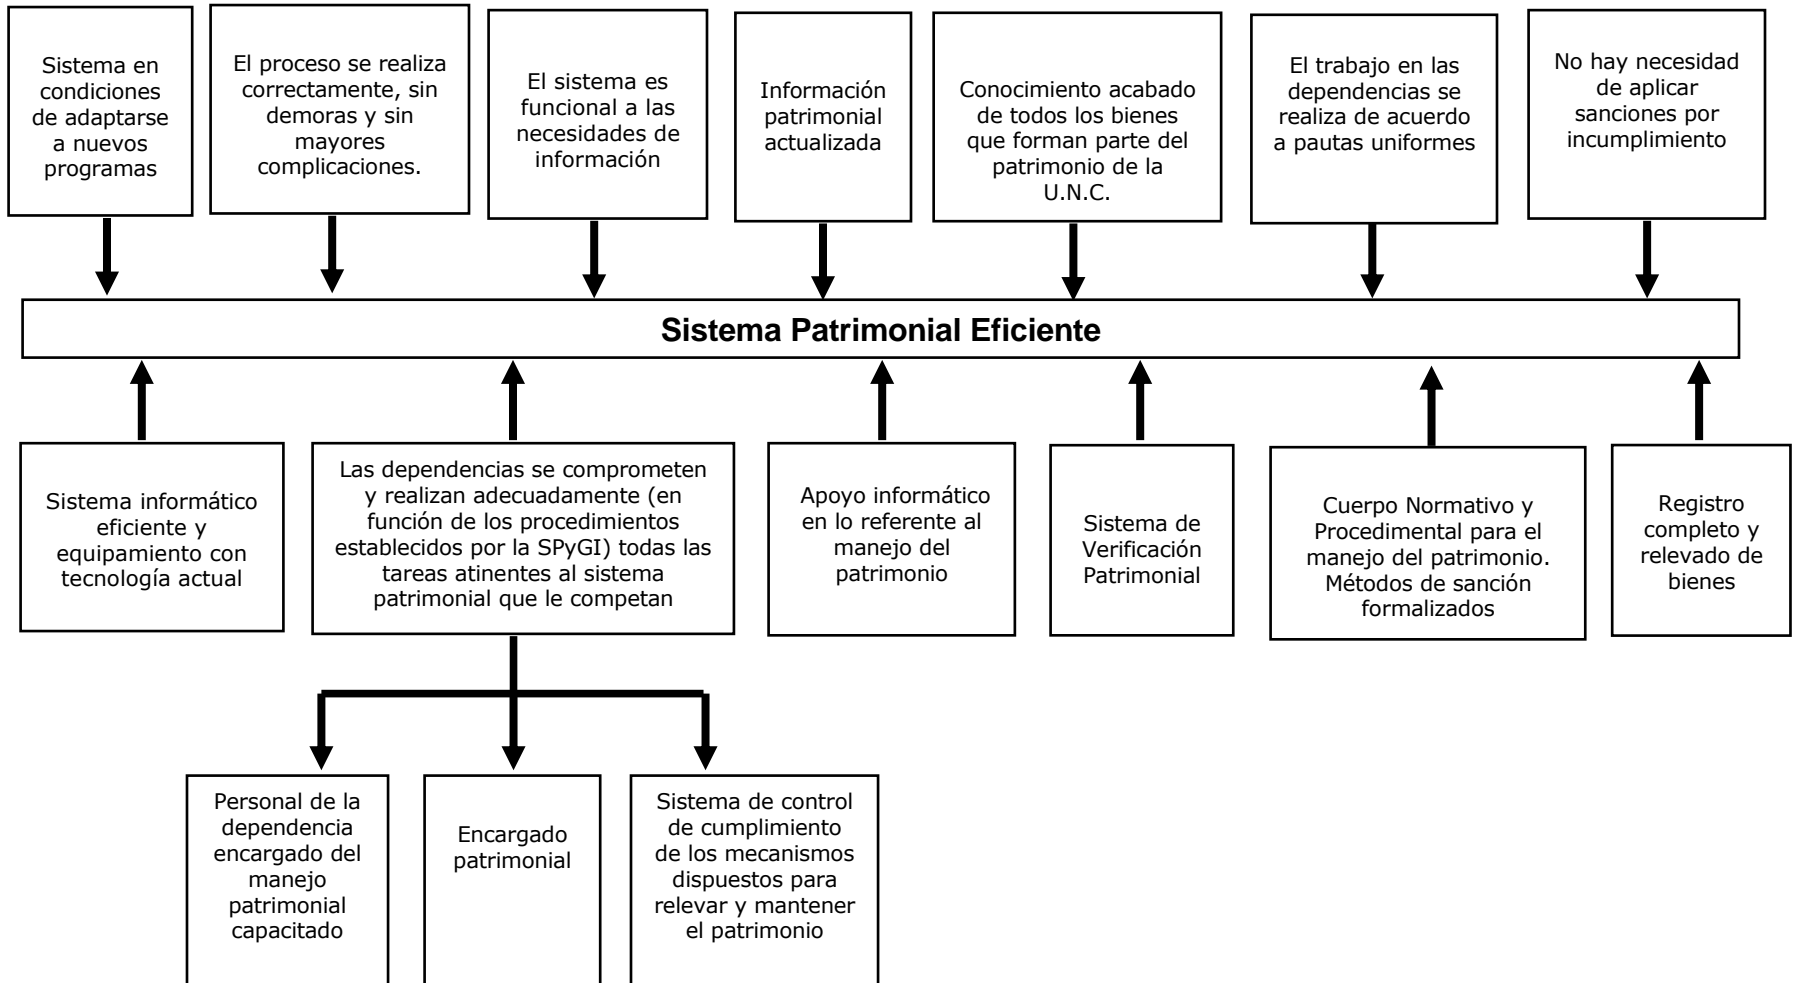 Sistema en
condiciones
de adaptarse
a nuevos
programas
El proceso se realiza
correctamente, sin
demoras y sin
mayores
complicaciones.
El sistema es
funcional a las
necesidades de
información
Información
patrimonial
actualizada
Conocimiento acabado
de todos los bienes
que forman parte del
patrimonio de la
U.N.C.
El trabajo en las
dependencias se
realiza de acuerdo
a pautas uniformes
No hay necesidad
de aplicar
sanciones por
incumplimiento
Sistema Patrimonial Eficiente
Sistema informático
eficiente y
equipamiento con
tecnología actual
Las dependencias se comprometen
y realizan adecuadamente (en
función de los procedimientos
establecidos por la SPyGI) todas las
tareas atinentes al sistema
patrimonial que le competan
Apoyo informático
en lo referente al
manejo del
patrimonio
Sistema de
Verificación
Patrimonial
Cuerpo Normativo y
Procedimental para el
manejo del patrimonio.
Métodos de sanción
formalizados
Registro
completo y
relevado de
bienes
Personal de la
dependencia
encargado del
manejo
patrimonial
capacitado
Encargado
patrimonial
Sistema de control
de cumplimiento
de los mecanismos
dispuestos para
relevar y mantener
el patrimonio